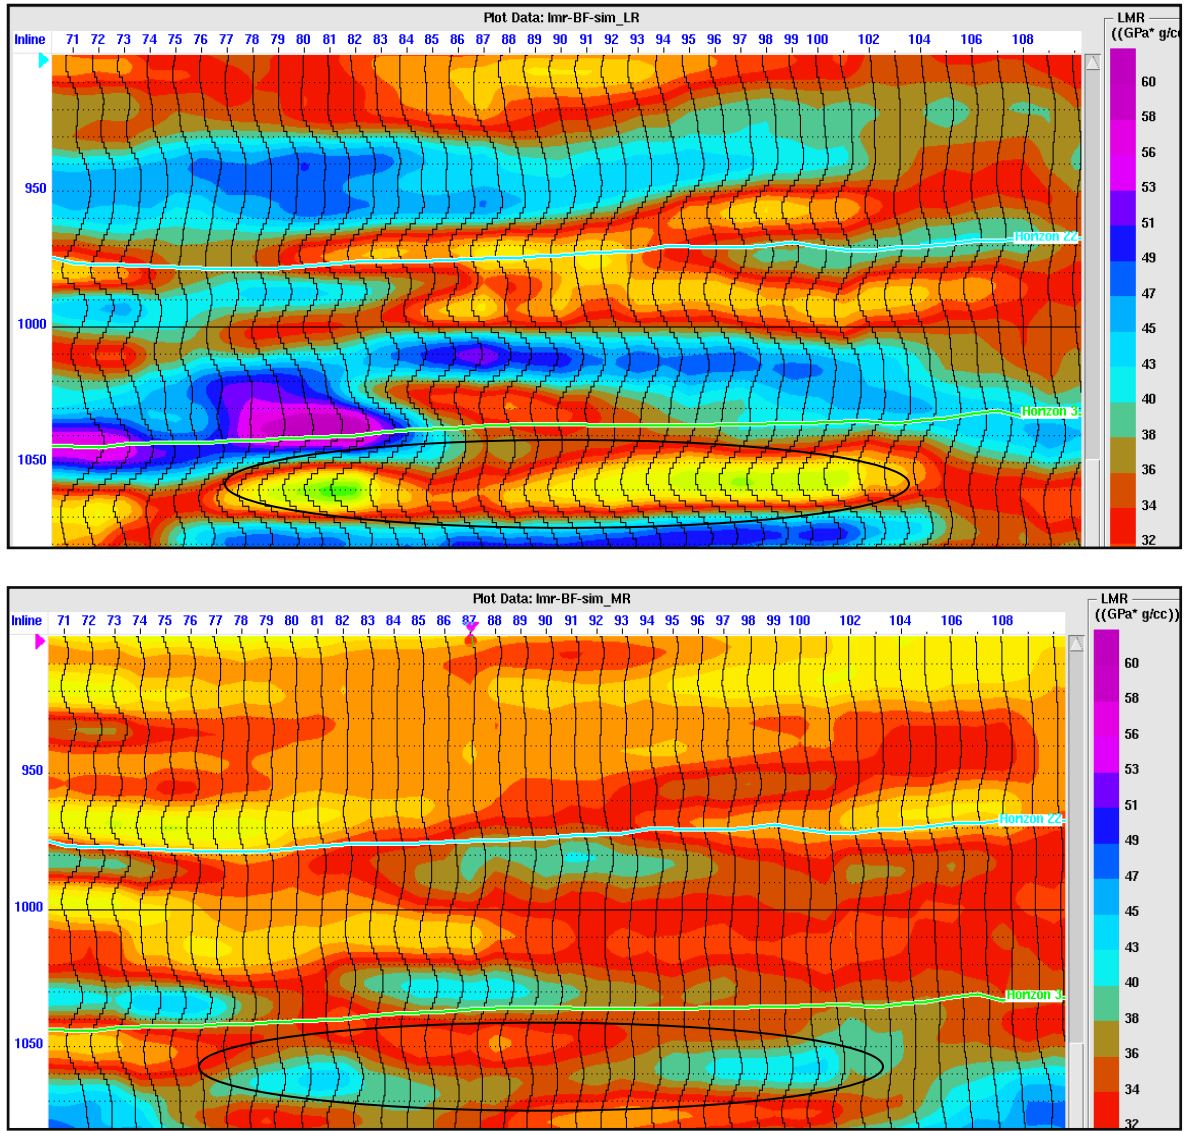 Plot Data: lmr-BF-sim_LR
LMR
((GPa* g/cc
Inline 71 72 73 74 75 76 77 78 79 80 81 82 83 84 85 86 87 88 89 90 91 92 93 94 95 96 97 98 99 100 102 104 106 108
60
58
56
53
950
51
Horizon 22
49
47
1000
45
43
40
Horizon 3
38
1050
36
34
32
Plot Data: lmr-BF-sim_MR
LMR
((GPa* g/cc))
Inline 71 72 73 74 75 76 77 78 79 80 81 82 83 84 85 86 87 88 90 91 92 93 94 95 96 97 98 99 100 102 104 106 108
60
58
56
950
53
51
Horizon 22
49
47
1000
45
43
40
Horizon 3
38
1050
36
34
32